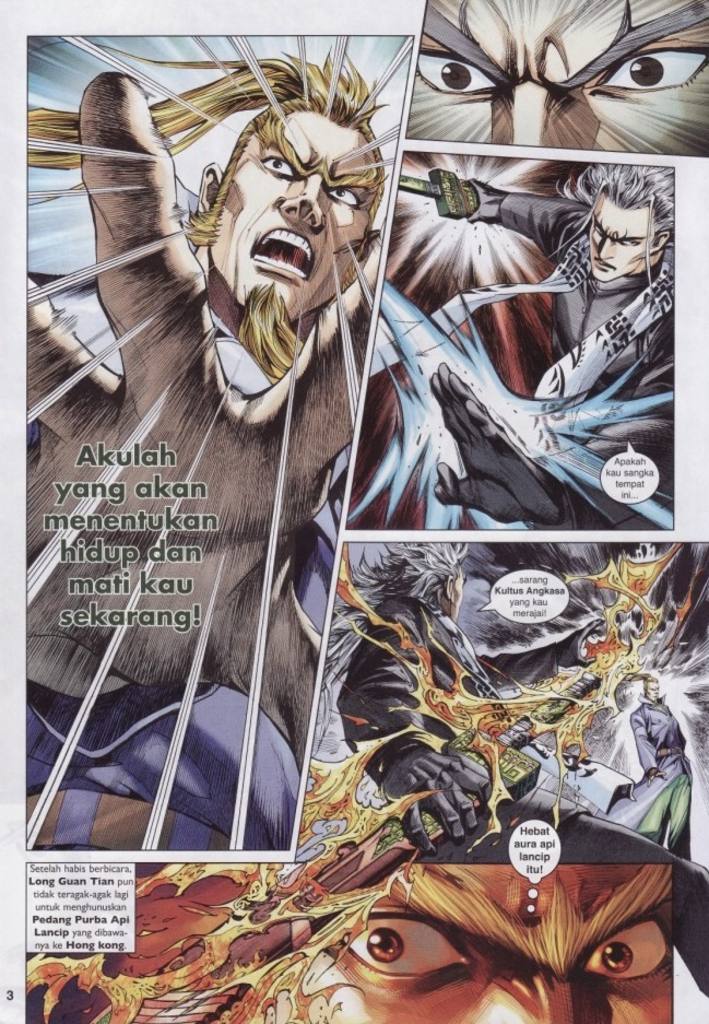 Akulah
yang akan
menentukan
hidup dan
mati kau
sekarang!
Apakah
kau sangka
tempat
ini...
...sarang
Kultus Angkasa
yang kau
merajai!
Hebat
aura api
lancip
itu!
Setelah habis berbicara,
Long Guan Tian pun
tidak teragak-agak lagi
untuk menghunuskan
Pedang Purba Api
Lancip yang dibawa-
nya ke Hong kong.
3